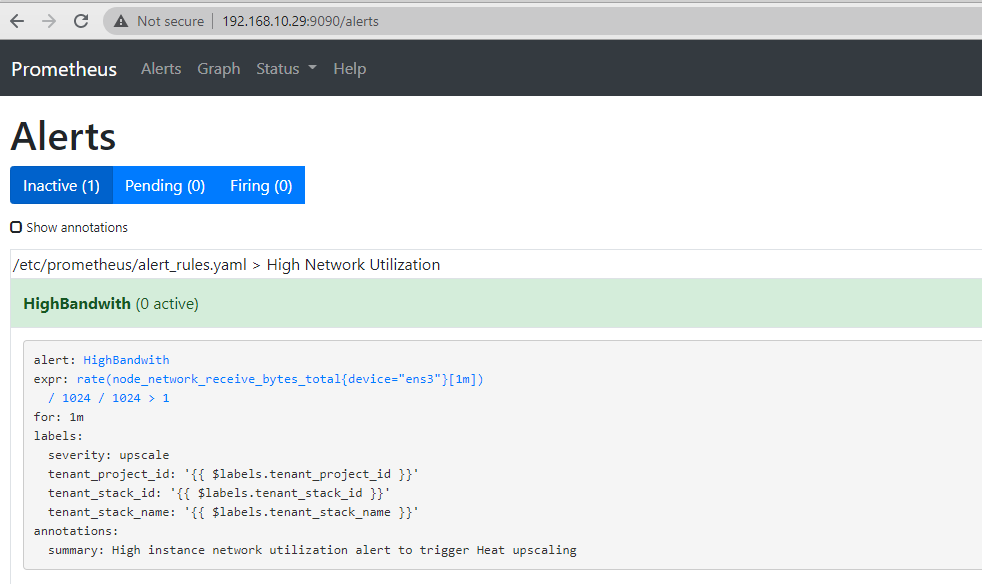 Not secure | 192.168.10.29:9090/alerts
Prometheus Alerts Graph Status Help
Alerts
Inactive (1) Pending (0) Firing (0)
Show annotations
/etc/prometheus/alert_rules.yaml > High Network Utilization
HighBandwith (0 active)
alert: HighBandwith
expr: rate(node_network_receive_bytes_total{device="ens3"}[1m])
  / 1024 / 1024 > 1
for: 1m
labels:
  severity: upscale
  tenant_project_id: '{{ $labels.tenant_project_id }}'
  tenant_stack_id: '{{ $labels.tenant_stack_id }}'
  tenant_stack_name: '{{ $labels.tenant_stack_name }}'
annotations:
  summary: High instance network utilization alert to trigger Heat upscaling